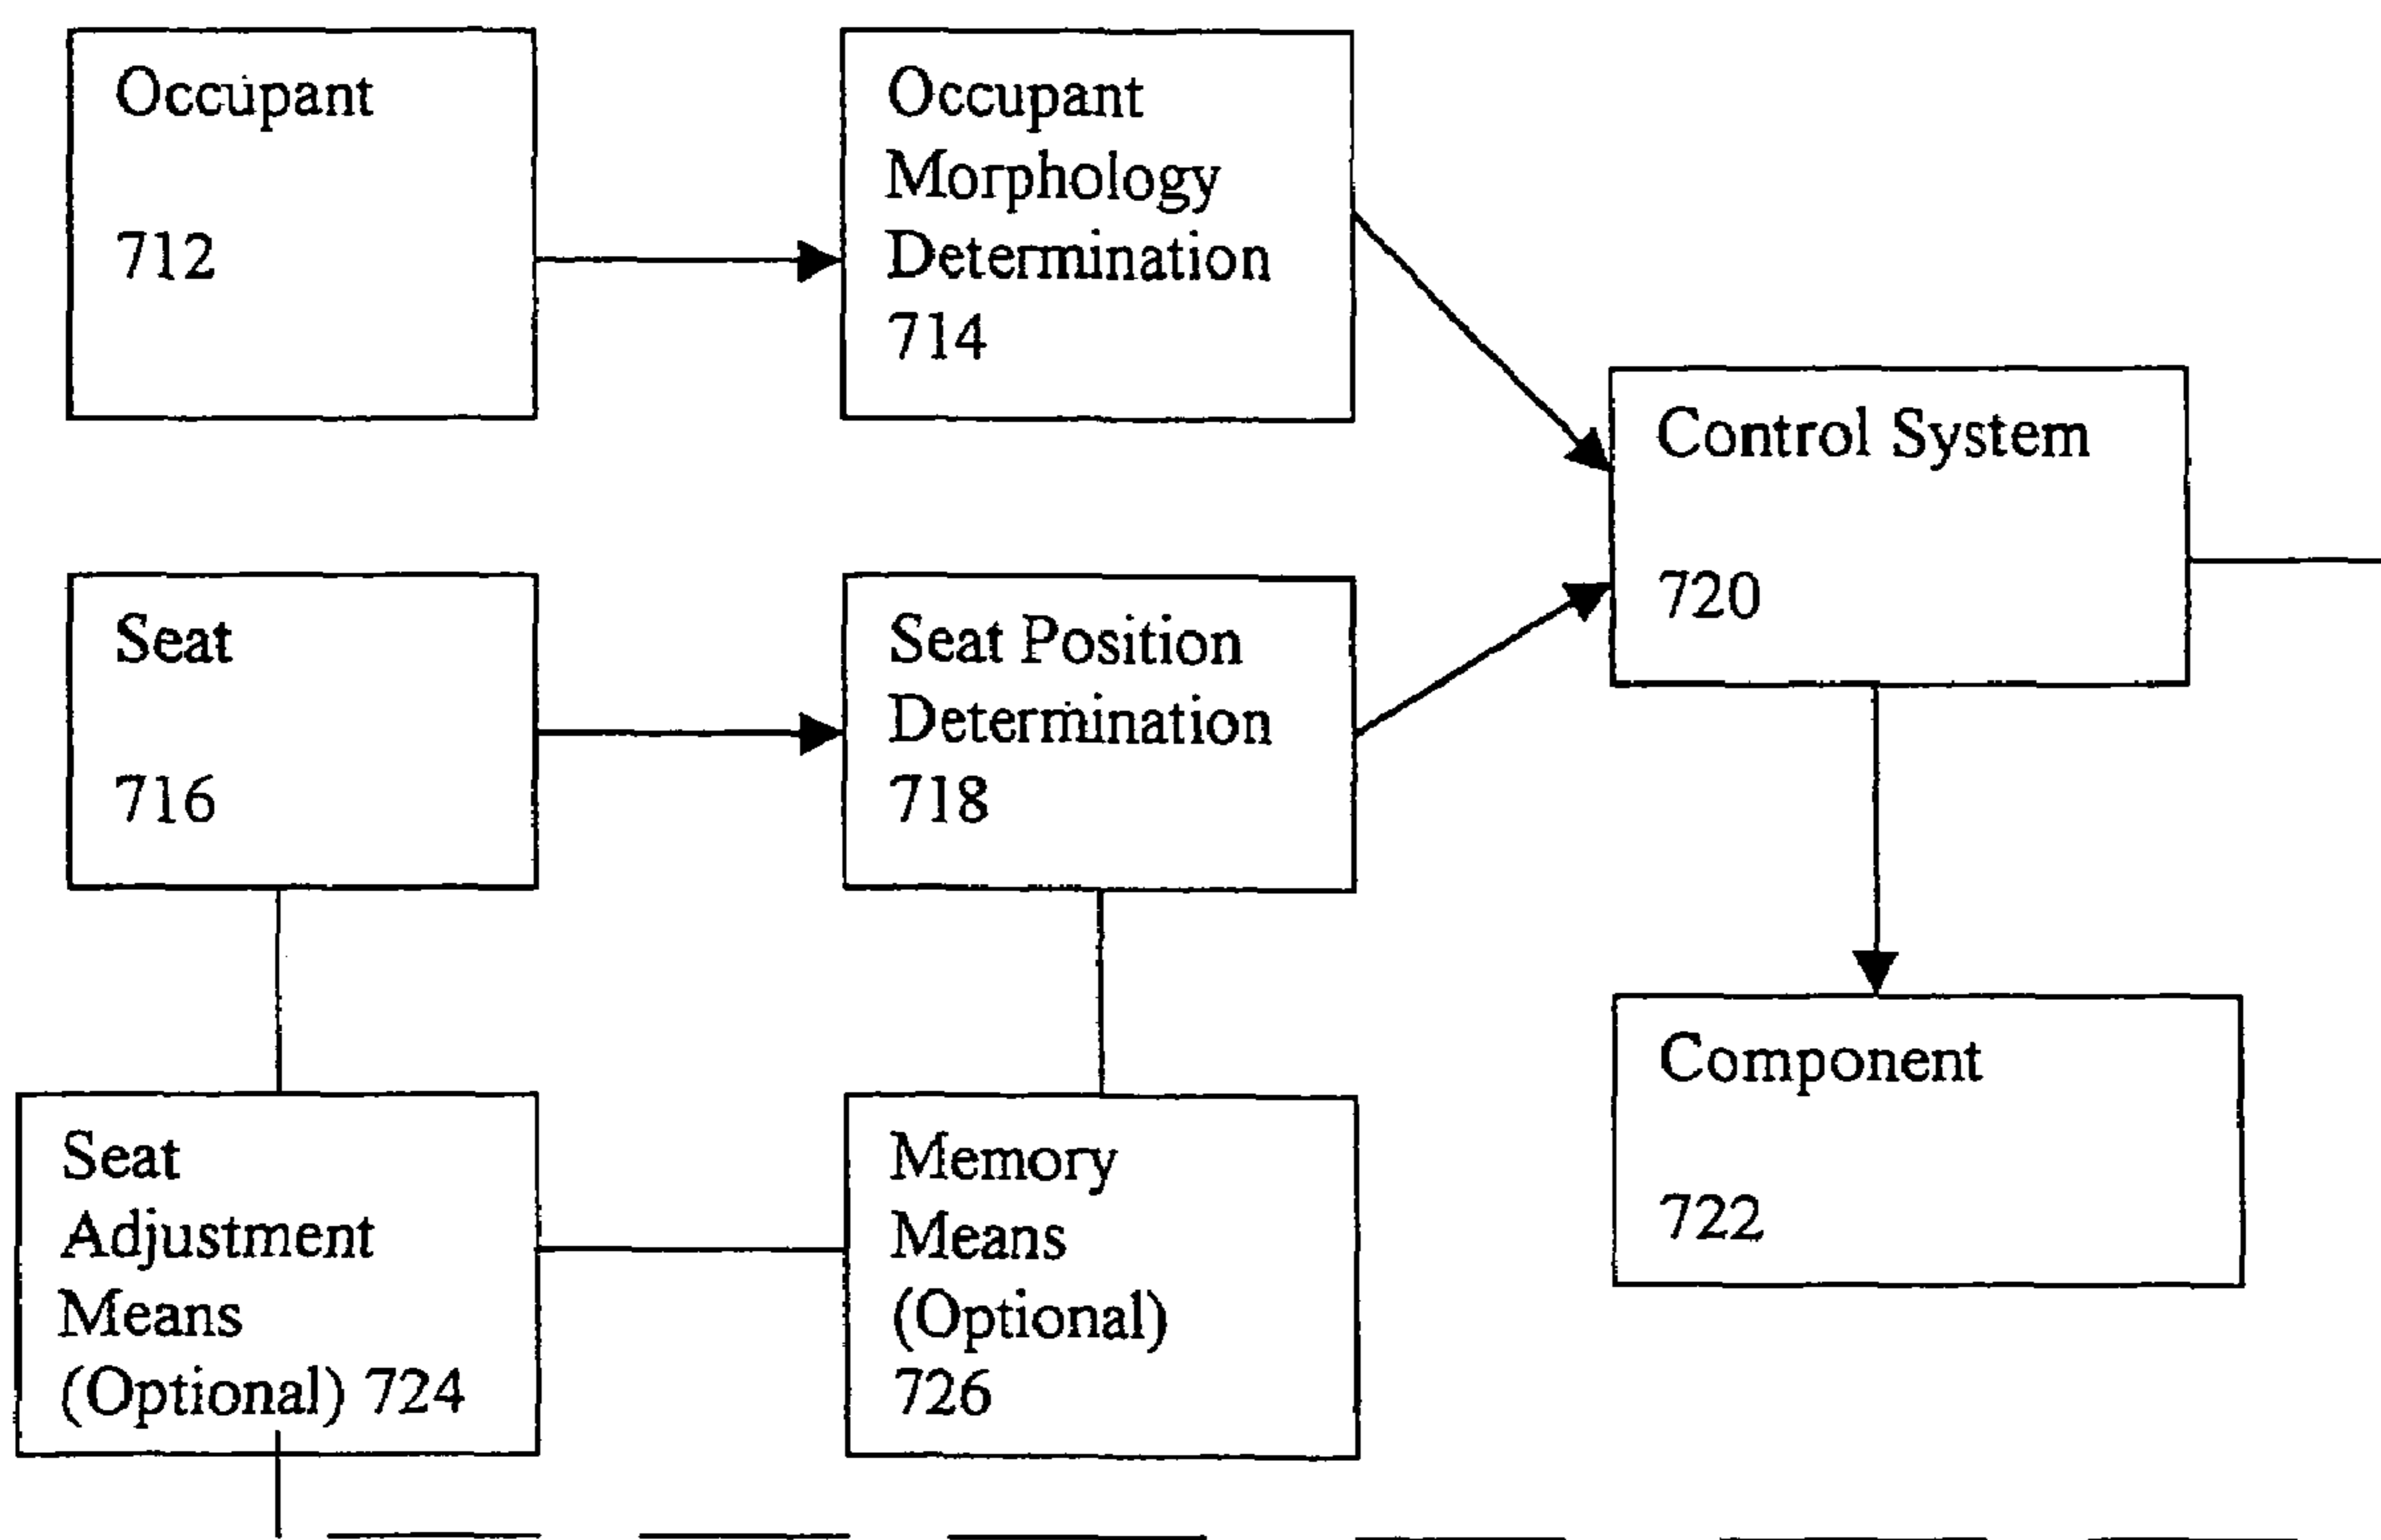 Occupant
712
Occupant
Morphology
Determination
714
Control System
720
Seat
716
Seat Position
Determination
718
Component
722
Seat
Adjustment
Means
(Optional) 724
Memory
Means
(Optional)
726